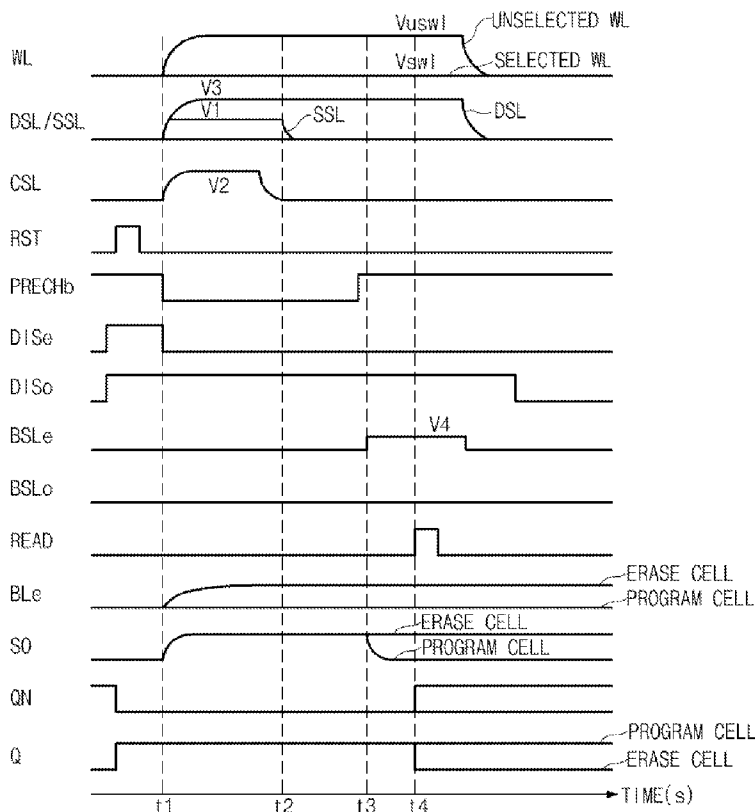 Vuswl
UNSELECTED WL
WL
Vswl
SELECTED WL
V3
V1
DSL/SSL
SSL
DSL
CSL
V2
RST
PRECHb
DISe
DISo
BSLe
V4
BSLo
READ
BLe
ERASE CELL
PROGRAM CELL
SO
ERASE CELL
PROGRAM CELL
QN
Q
PROGRAM CELL
ERASE CELL
t1 t2 t3 t4 TIME(s)